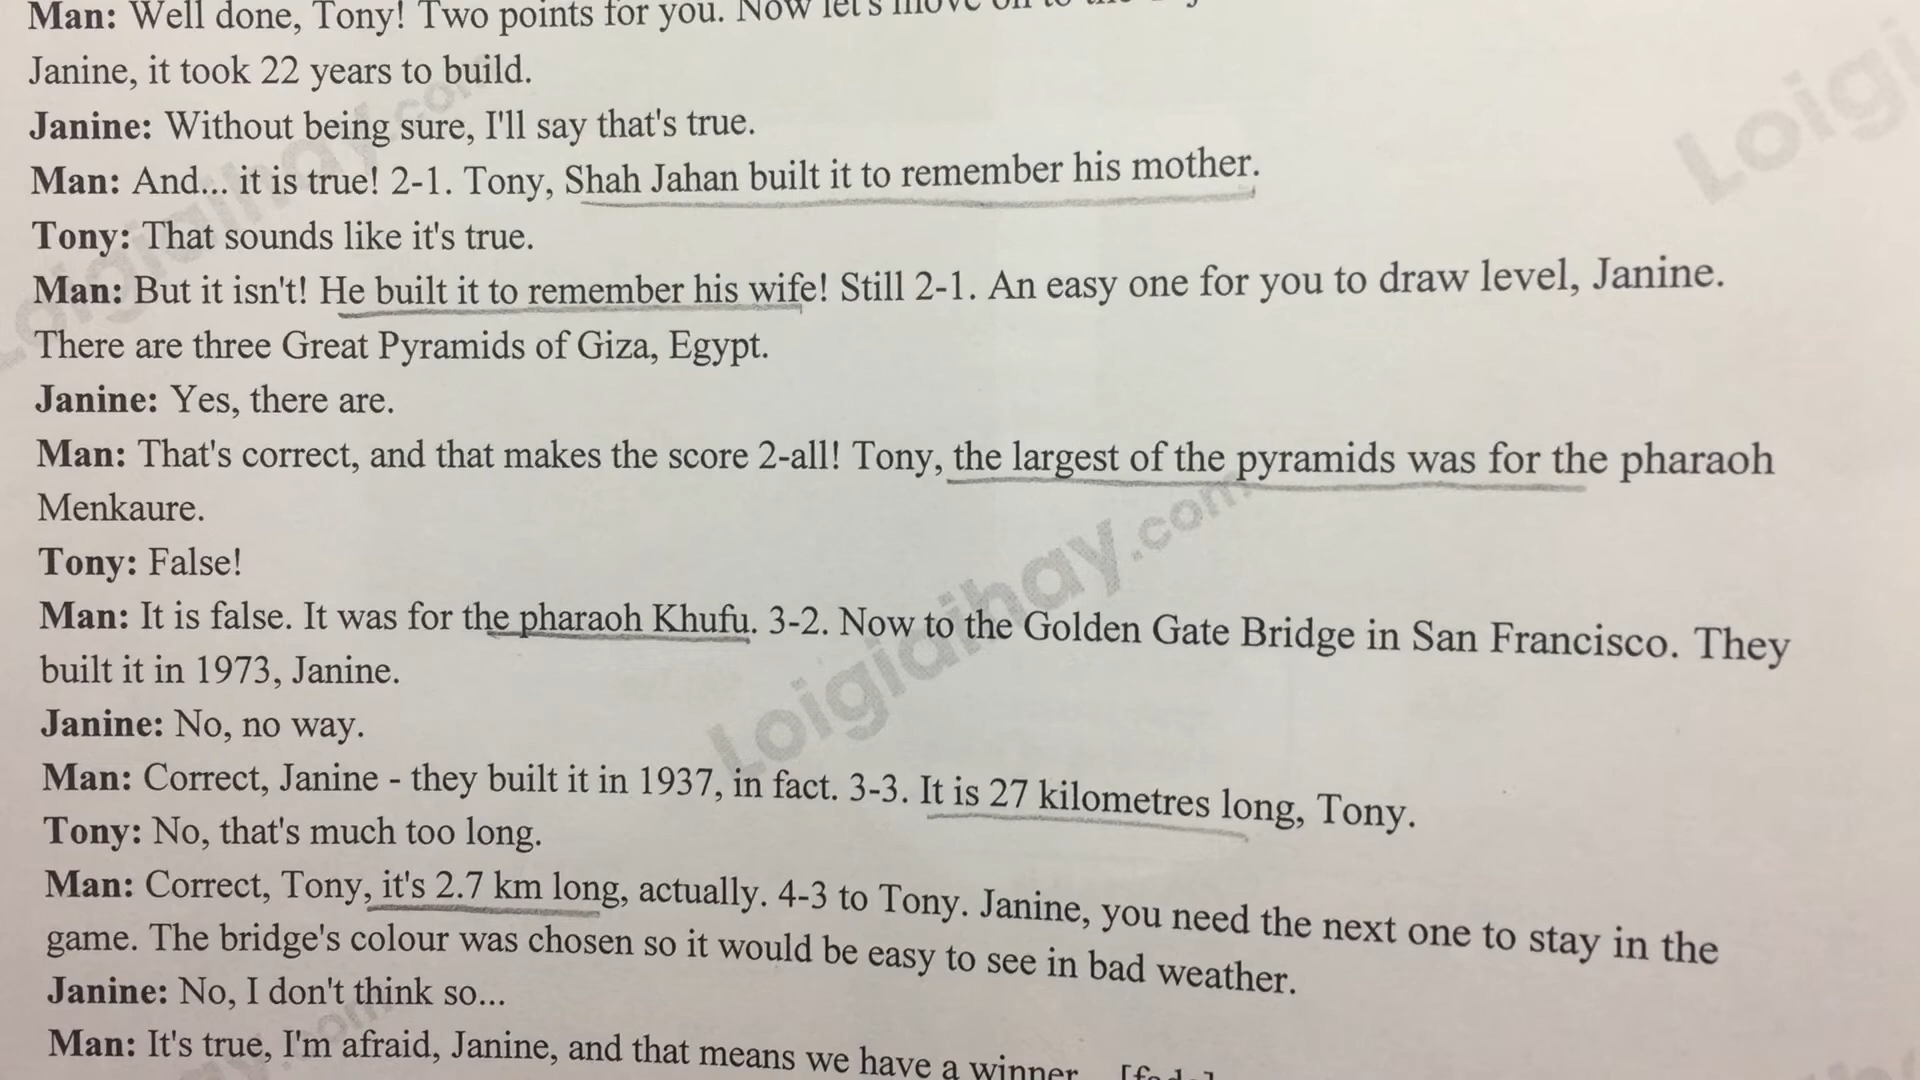 Man: Well done, Tony! Two points for you. Now let's move on to the
Janine, it took 22 years to build.
Janine: Without being sure, I'll say that's true.
Man: And... it is true! 2-1. Tony, Shah Jahan built it to remember his mother.
Tony: That sounds like it's true.
Man: But it isn't! He built it to remember his wife! Still 2-1. An easy one for you to draw level, Janine.
There are three Great Pyramids of Giza, Egypt.
Janine: Yes, there are.
Man: That's correct, and that makes the score 2-all! Tony, the largest of the pyramids was for the pharaoh
Menkaure.
Tony: False!
Man: It is false. It was for the pharaoh Khufu. 3-2. Now to the Golden Gate Bridge in San Francisco. They
built it in 1973, Janine.
Janine: No, no way.
Man: Correct, Janine - they built it in 1937, in fact. 3-3. It is 27 kilometres long, Tony.
Tony: No, that's much too long.
Man: Correct, Tony, it's 2.7 km long, actually. 4-3 to Tony. Janine, you need the next one to stay in the
game. The bridge's colour was chosen so it would be easy to see in bad weather.
Janine: No, I don't think so...
Man: It's true, I'm afraid, Janine, and that means we have a winner... [fade]
Loigiaihay.com